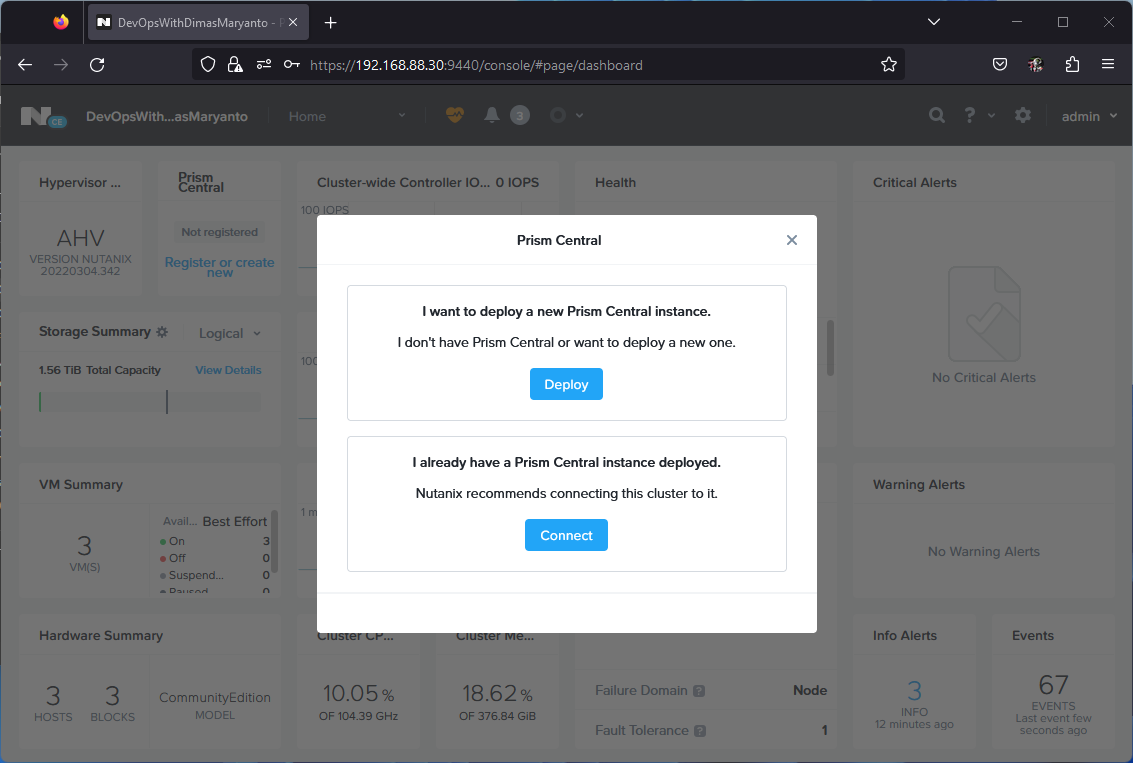 DevOpsWithDimasMaryanto - P
https://192.168.88.30:9440/console/#page/dashboard
N CE DevOpsWith...asMaryanto Home 3 ? admin
Hypervisor ...
AHV
VERSION NUTANIX
20220304.342
Prism
Central
Not registered
Register or create
new
Cluster-wide Controller IO... 0 IOPS
100 IOPS
Health
Critical Alerts
No Critical Alerts
Prism Central
I want to deploy a new Prism Central instance.
I don't have Prism Central or want to deploy a new one.
Deploy
I already have a Prism Central instance deployed.
Nutanix recommends connecting this cluster to it.
Connect
Storage Summary Logical
1.56 TiB Total Capacity View Details
100
VM Summary
3
VM(S)
Avail... Best Effort
On 3
Off 0
Suspend... 0
Paused 0
1 m
Warning Alerts
No Warning Alerts
Hardware Summary
3
HOSTS
3
BLOCKS
CommunityEdition
MODEL
Cluster CP...
10.05 %
OF 104.39 GHz
Cluster Me...
18.62 %
OF 376.84 GiB
Failure Domain ? Node
Fault Tolerance ? 1
Info Alerts
3
INFO
12 minutes ago
Events
67
EVENTS
Last event few
seconds ago